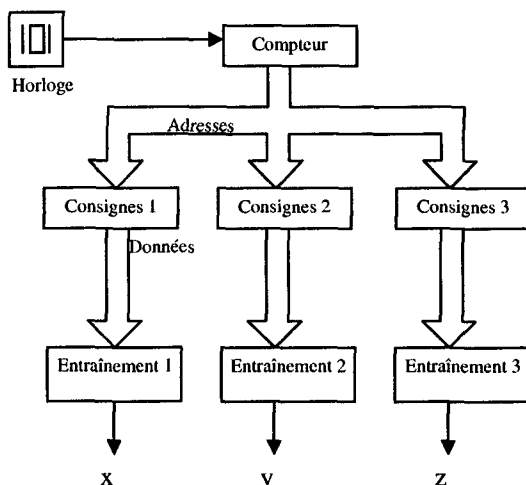 Compteur
Horloge
Adresses
Consignes 1
Consignes 2
Consignes 3
Données
Entraînement 1
Entraînement 2
Entraînement 3
X
Y
Z